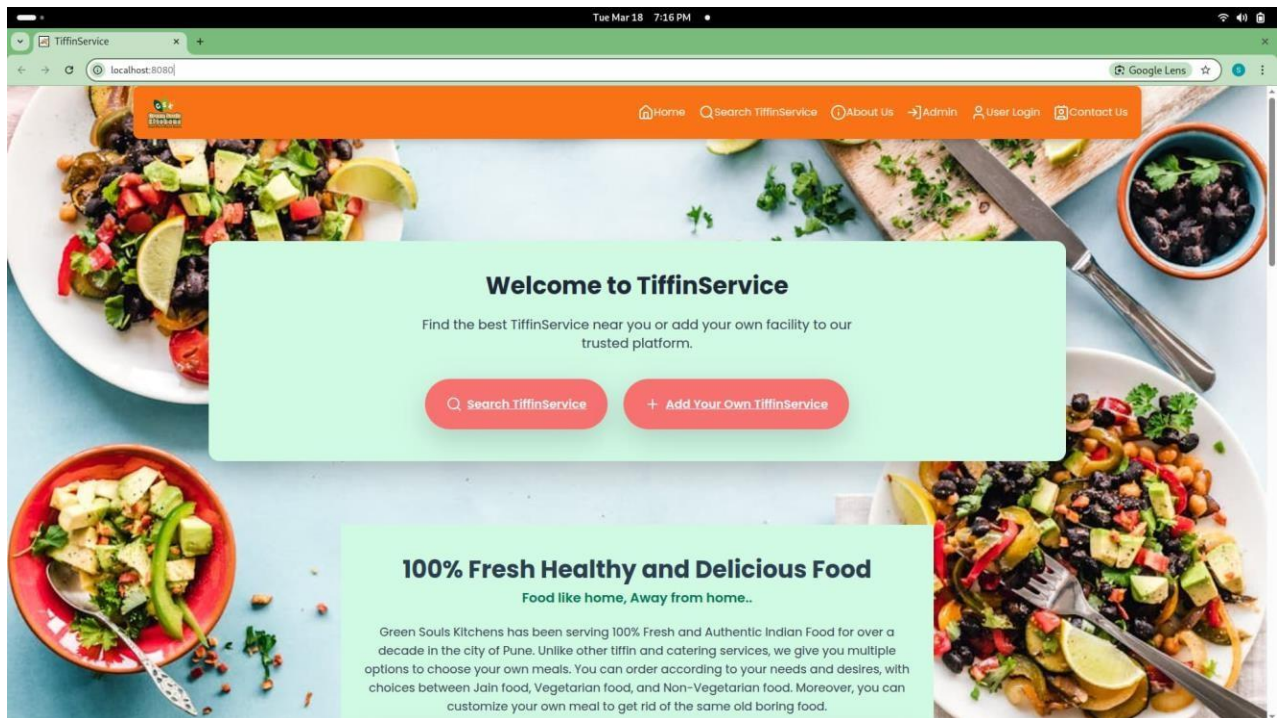 Tue Mar 18 7:16 PM
TiffinService
localhost:8080
Google Lens
S
Home Search TiffinService About Us Admin User Login Contact Us
Welcome to TiffinService
Find the best TiffinService near you or add your own facility to our
trusted platform.
Search TiffinService
Add Your Own TiffinService
100% Fresh Healthy and Delicious Food
Food like home, Away from home..
Green Souls Kitchens has been serving 100% Fresh and Authentic Indian Food for over a
decade in the city of Pune. Unlike other tiffin and catering services, we give you multiple
options to choose your own meals. You can order according to your needs and desires, with
choices between Jain food, Vegetarian food, and Non-Vegetarian food. Moreover, you can
customize your own meal to get rid of the same old boring food.